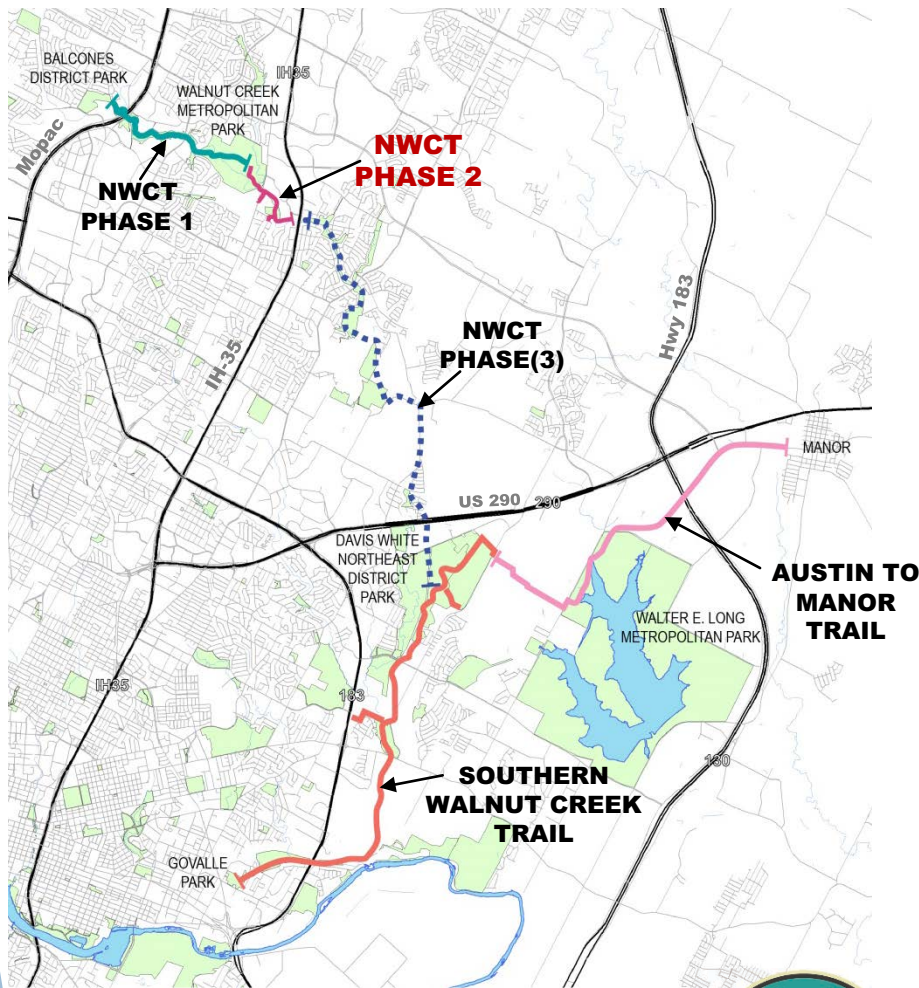 BALCONES
DISTRICT PARK
WALNUT CREEK
METROPOLITAN
PARK
IH35
Mopac
NWCT
PHASE 2
NWCT
PHASE 1
NWCT
PHASE(3)
Hwy 183
IH-35
MANOR
US 290
290
DAVIS WHITE
NORTHEAST
DISTRICT
PARK
AUSTIN TO
MANOR
TRAIL
WALTER E. LONG
METROPOLITAN PARK
IH35
183
130
SOUTHERN
WALNUT CREEK
TRAIL
GOVALLE
PARK